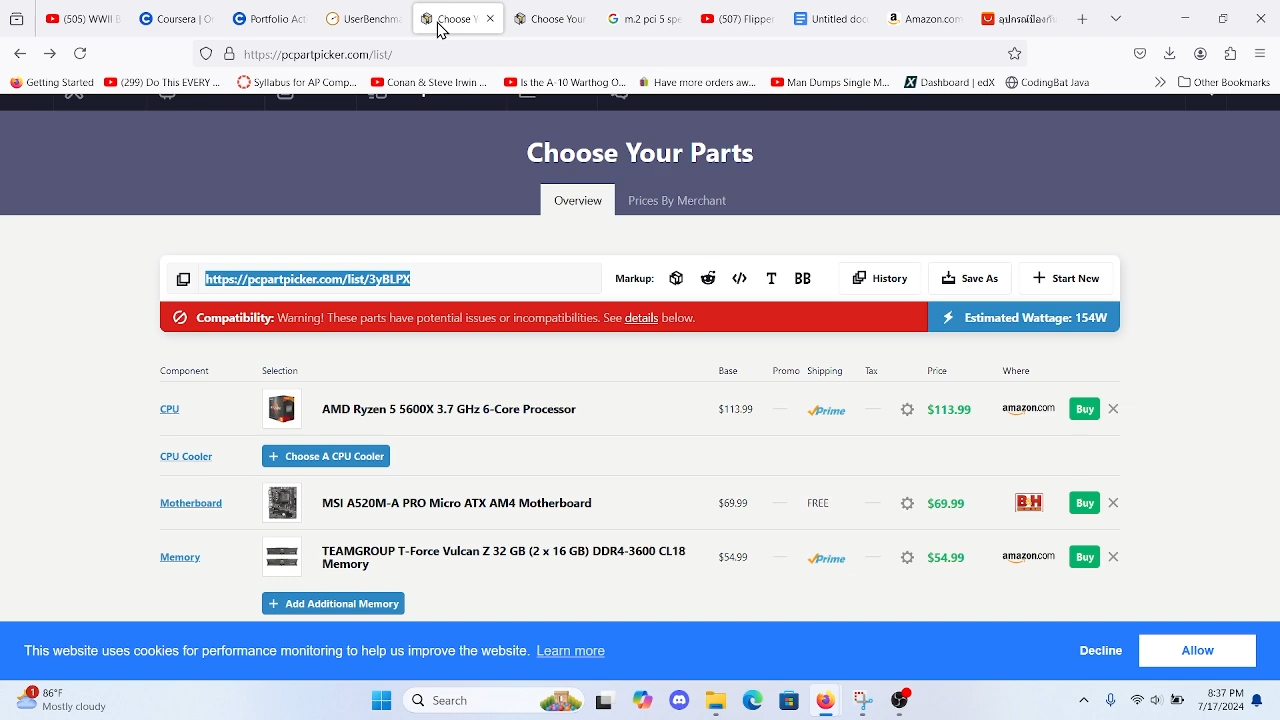 (505) WWII B
Coursera | O
Portfolio Act
UserBenchm
Choose Y
Choose Your
m.2 pci 5 spe
(507) Flipper
Untitled docu
Amazon.com
https://pcpartpicker.com/list/
Getting Started
(299) Do This EVERY ...
Syllabus for AP Comp...
Conan & Steve Irwin ...
Is the A-10 Warthog O...
Have more orders aw...
Man Dumps Single M...
Dashboard | edX
CodingBat Java
Other Bookmarks
Choose Your Parts
Overview
Prices By Merchant
https://pcpartpicker.com/list/3yBLPX
Markup:
T
BB
History
Save As
+ Start New
Compatibility: Warning! These parts have potential issues or incompatibilities. See details below.
Estimated Wattage: 154W
Component
Selection
Base
Promo
Shipping
Tax
Price
Where
CPU
AMD Ryzen 5 5600X 3.7 GHz 6-Core Processor
$113.99
Prime
$113.99
amazon.com
Buy
CPU Cooler
+ Choose A CPU Cooler
Motherboard
MSI A520M-A PRO Micro ATX AM4 Motherboard
$69.99
FREE
$69.99
B&H
Buy
Memory
TEAMGROUP T-Force Vulcan Z 32 GB (2 x 16 GB) DDR4-3600 CL18
Memory
$54.99
Prime
$54.99
amazon.com
Buy
+ Add Additional Memory
This website uses cookies for performance monitoring to help us improve the website. Learn more
Decline
Allow
1
86°F
Mostly cloudy
Search
8:37 PM
7/17/2024